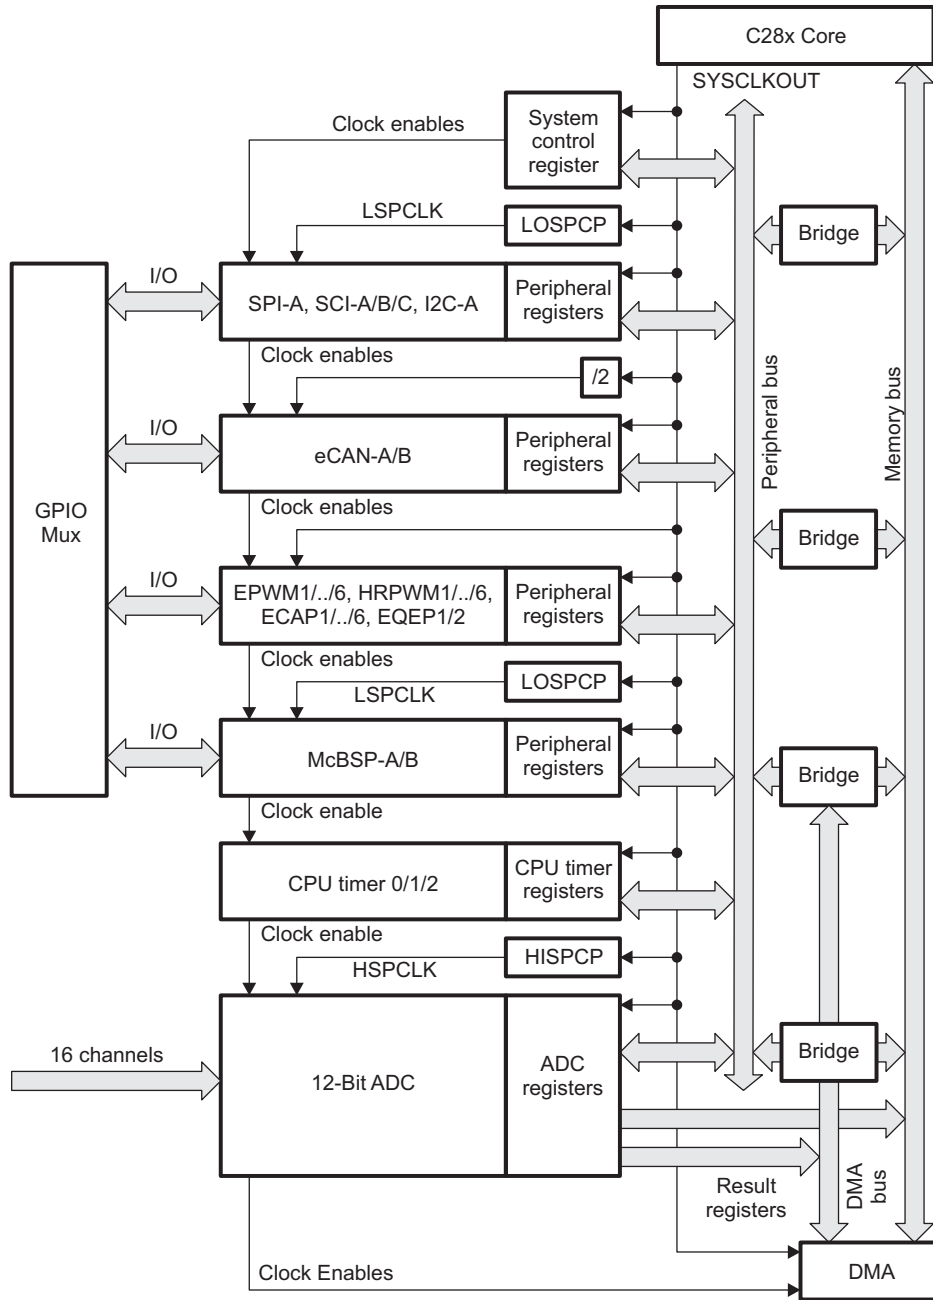 C28x Core
SYSCLKOUT
Clock enables
System
control
register
LSPCLK
LOSPCP
Bridge
I/O
SPI-A, SCI-A/B/C, I2C-A
Peripheral
registers
Clock enables
/2
Peripheral bus
Memory bus
I/O
eCAN-A/B
Peripheral
registers
GPIO
Mux
Clock enables
Bridge
I/O
EPWM1/../6, HRPWM1/../6,
ECAP1/../6, EQEP1/2
Peripheral
registers
Clock enables
LSPCLK
LOSPCP
I/O
McBSP-A/B
Peripheral
registers
Bridge
Clock enable
CPU timer 0/1/2
CPU timer
registers
Clock enable
HSPCLK
HISPCP
16 channels
12-Bit ADC
ADC
registers
Bridge
Result
registers
DMA
bus
Clock Enables
DMA